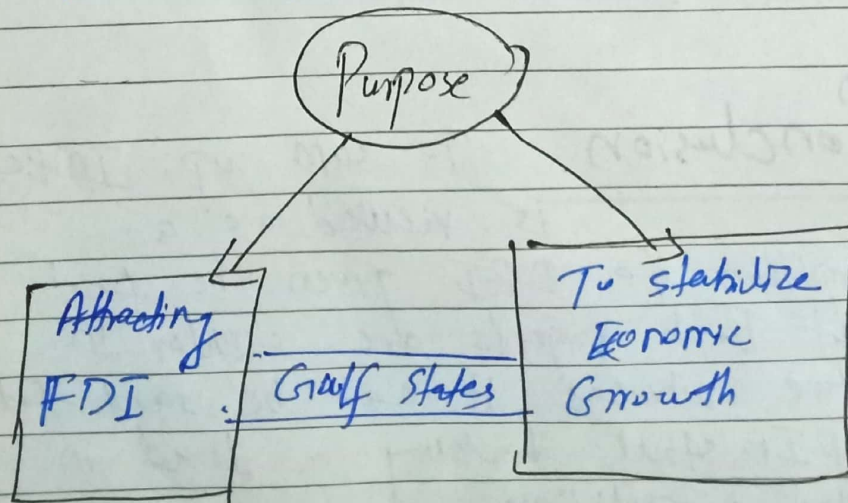 Purpose
Attracting
FDI
Gulf States
To stabilize
Economic
Growth